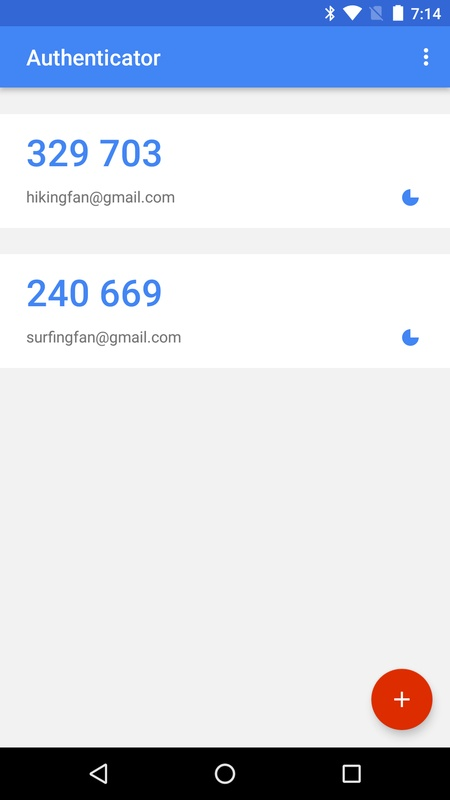 7:14
Authenticator
329 703
hikingfan@gmail.com
240 669
surfingfan@gmail.com
+